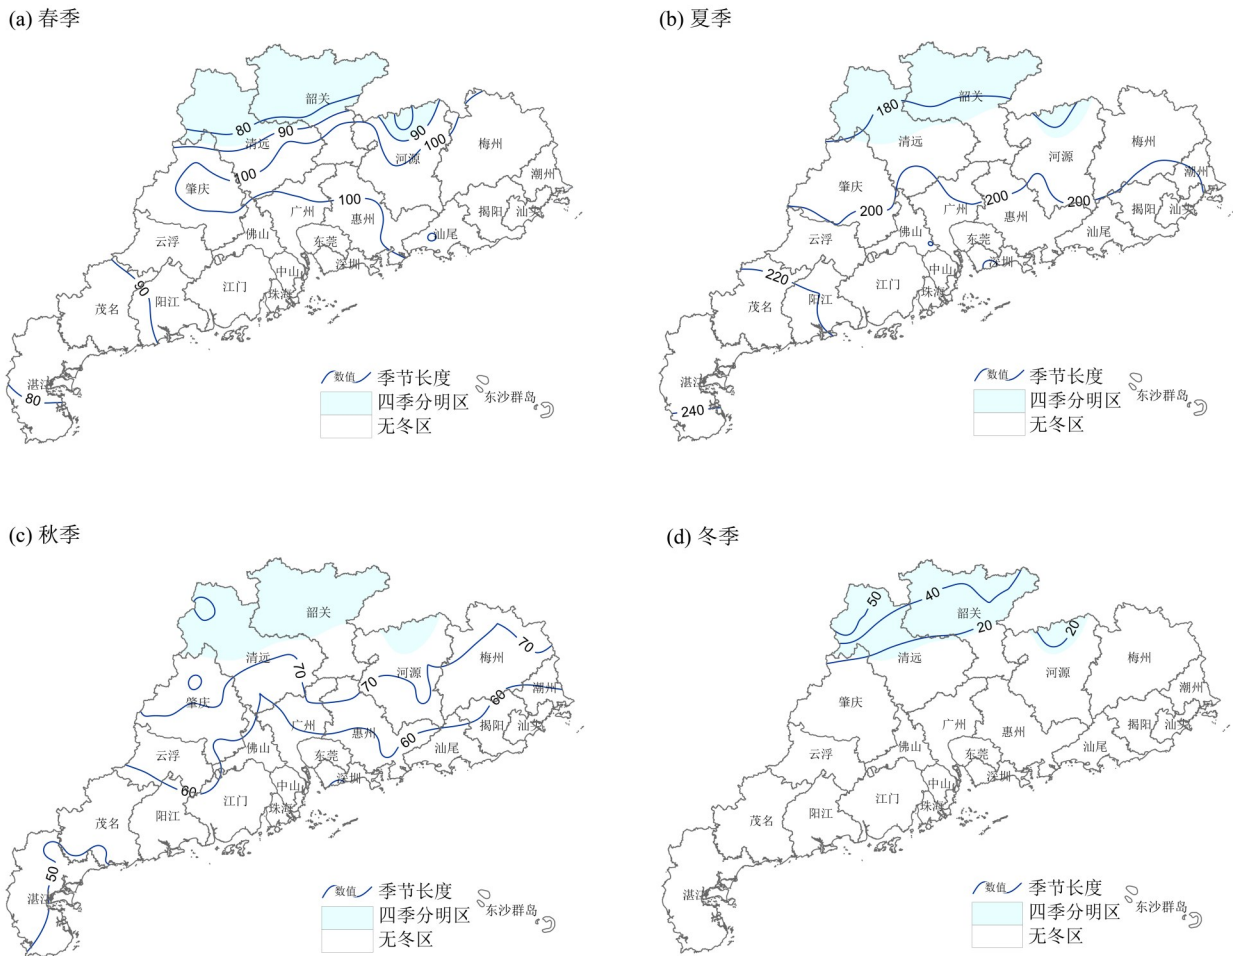 (a) 春季
韶关
80
90
清远
90
梅州
100
河源
100
肇庆
潮州
100
广州
惠州
揭阳
汕头
云浮
佛山
东莞
汕尾
深圳
90
中山
江门
阳江
珠海
茂名
湛江
80
数值 季节长度
四季分明区
无冬区
东沙群岛
(b) 夏季
180
韶关
清远
梅州
河源
肇庆
潮州
200
200
200
广州
惠州
揭阳
汕头
云浮
佛山
东莞
汕尾
深圳
220
中山
江门
阳江
珠海
茂名
湛江
240
数值 季节长度
四季分明区
无冬区
东沙群岛
(c) 秋季
韶关
清远
70
70
梅州
河源
70
肇庆
60
潮州
广州
惠州
60
揭阳
汕头
云浮
佛山
东莞
汕尾
深圳
60
中山
江门
阳江
珠海
茂名
50
湛江
数值 季节长度
四季分明区
无冬区
东沙群岛
(d) 冬季
50
40
韶关
20
20
清远
梅州
河源
肇庆
潮州
广州
惠州
揭阳
汕头
云浮
佛山
东莞
汕尾
深圳
中山
江门
阳江
珠海
茂名
湛江
数值 季节长度
四季分明区
无冬区
东沙群岛